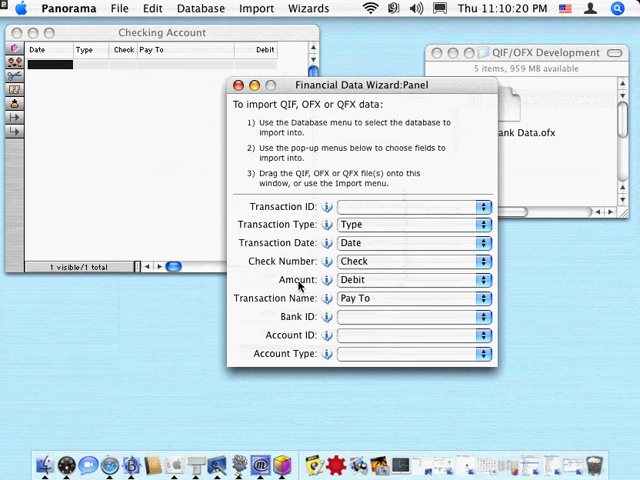 Panorama File Edit Database Import Wizards Thu 11:10:20 PM
Checking Account
Date Type Check Pay To Debit
1 visible/1 total
QIF/OFX Development
5 items, 959 MB available
ank Data.ofx
Financial Data Wizard:Panel
To import QIF, OFX or QFX data:
1) Use the Database menu to select the database to
import into.
2) Use the pop-up menus below to choose fields to
import into.
3) Drag the QIF, OFX or QFX file(s) onto this
window, or use the Import menu.
Transaction ID:
Transaction Type: Type
Transaction Date: Date
Check Number: Check
Amount: Debit
Transaction Name: Pay To
Bank ID:
Account ID:
Account Type: